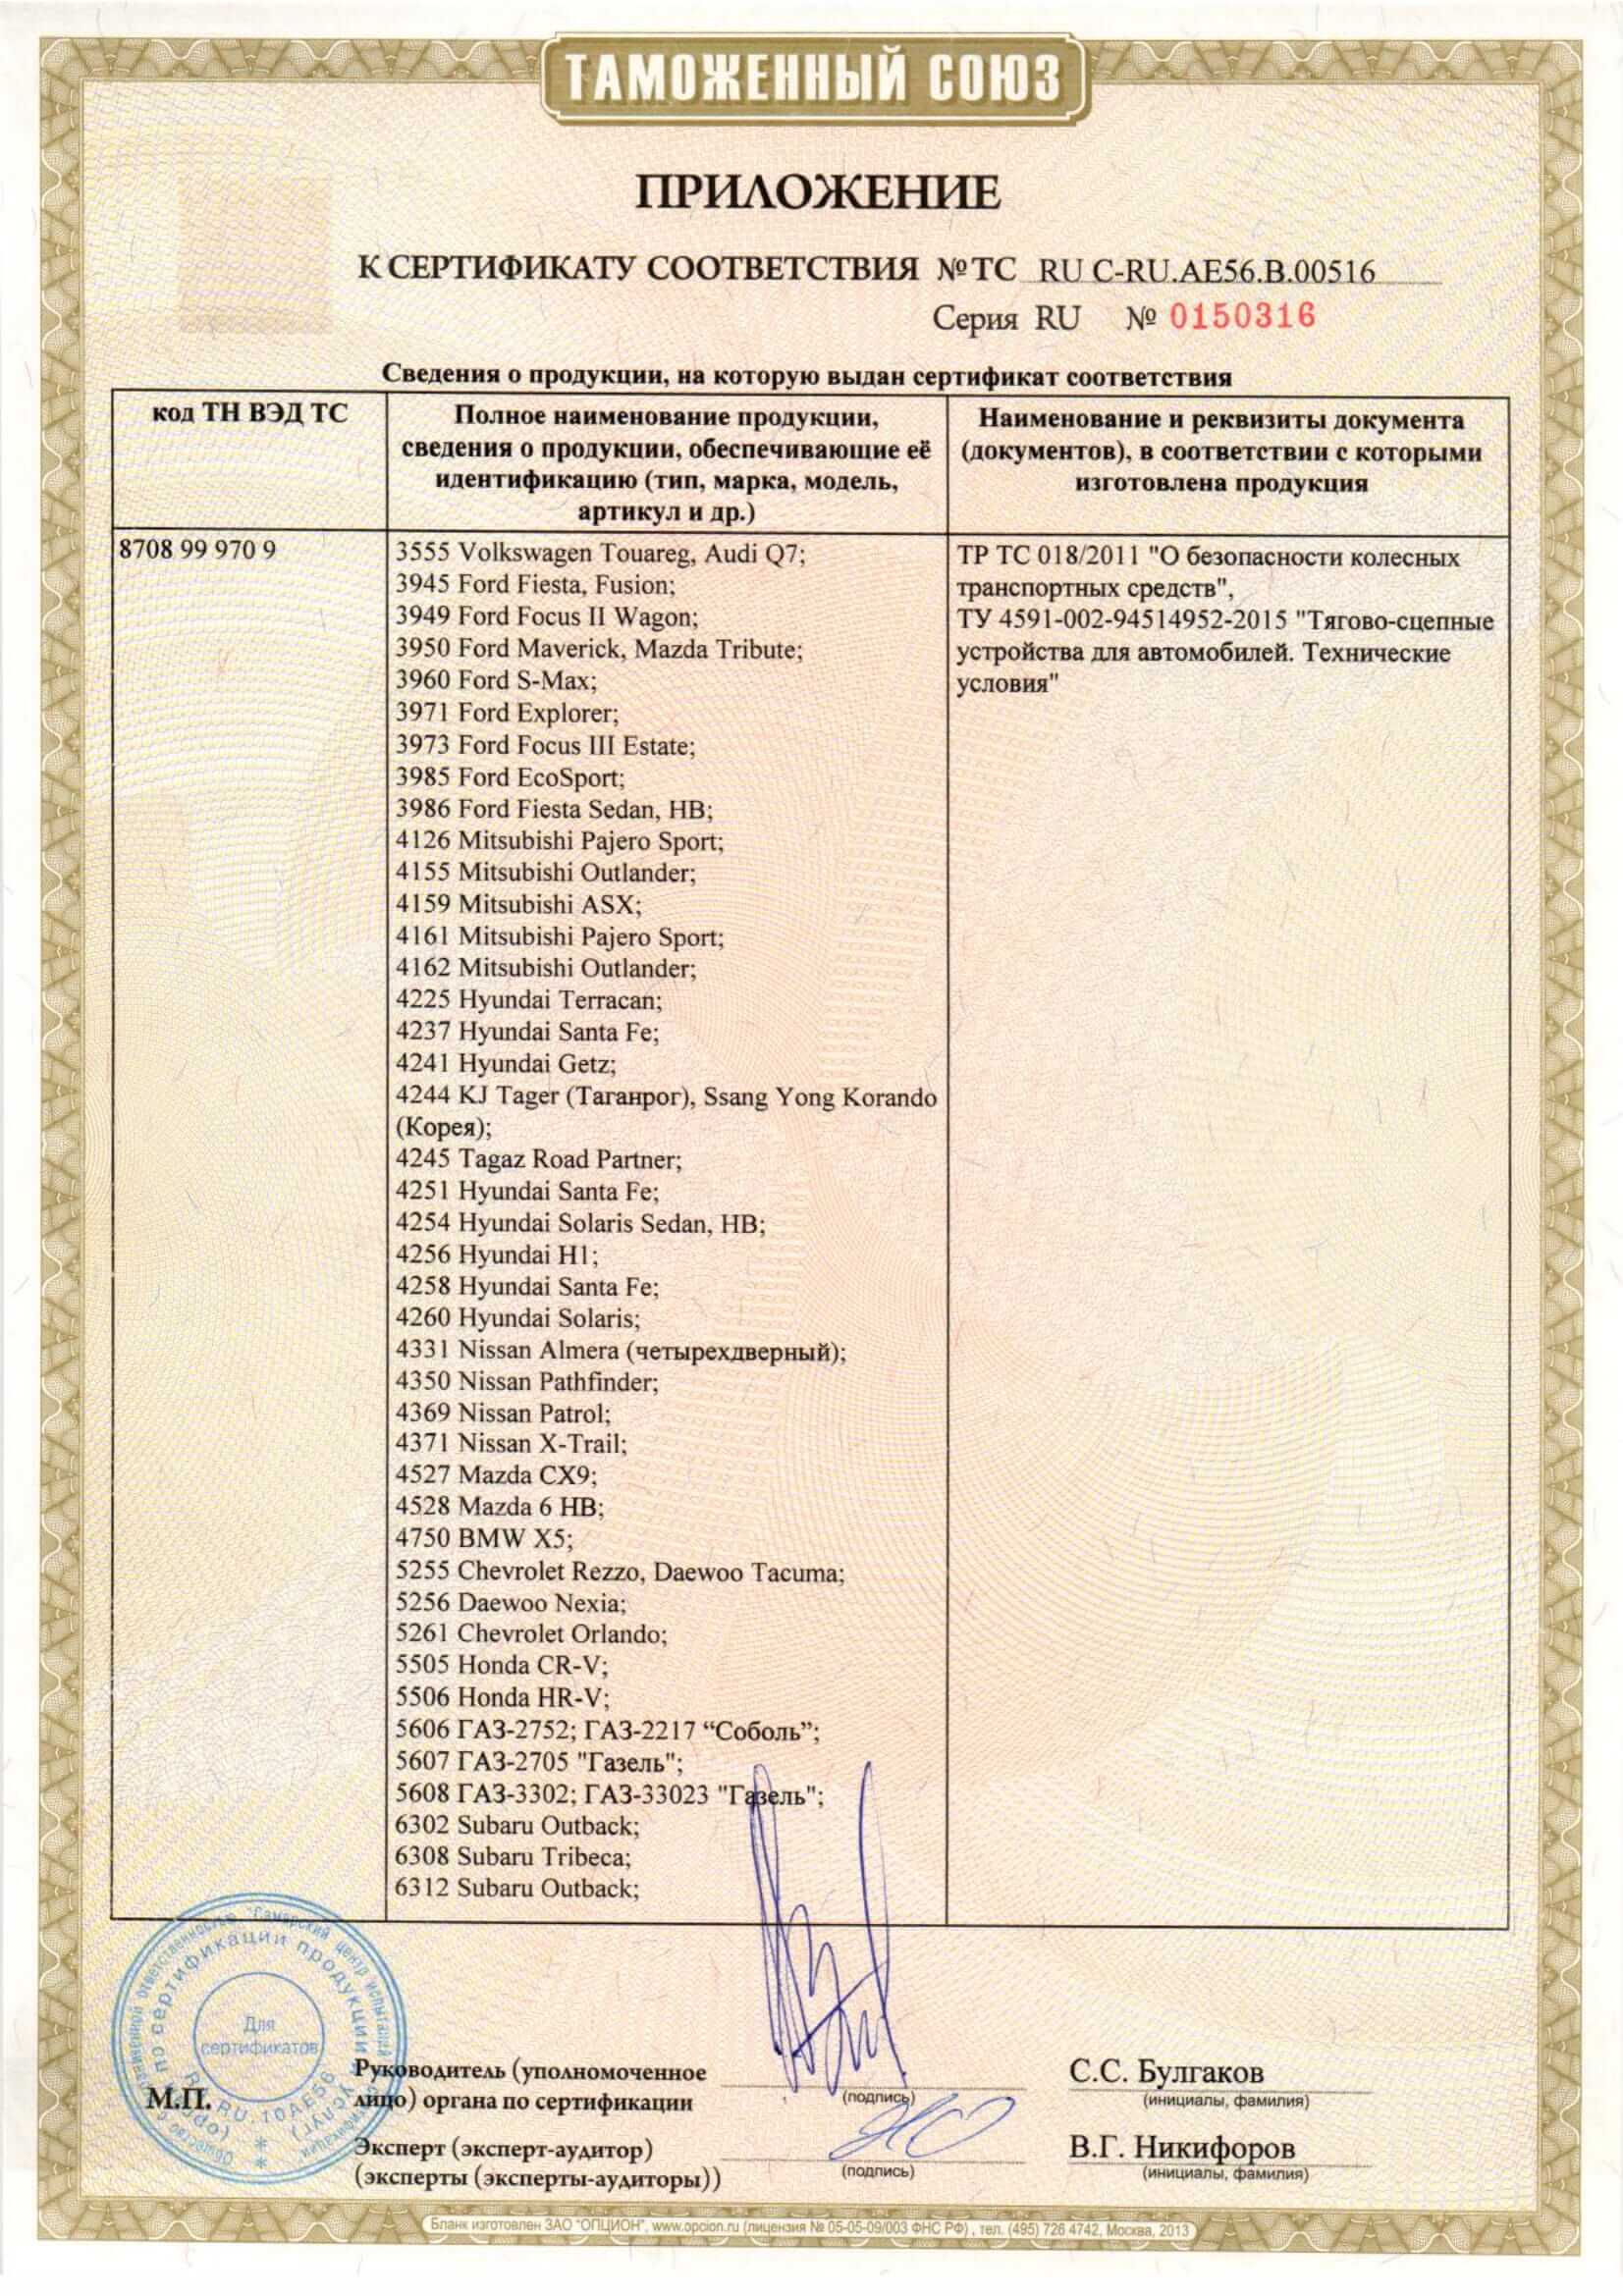 ТАМОЖЕННЫЙ СОЮЗ
ПРИЛОЖЕНИЕ
К СЕРТИФИКАТУ СООТВЕТСТВИЯ №ТС RU C-RU.АЕ56.В.00516
Серия RU № 0150316
Сведения о продукции, на которую выдан сертификат соответствия
код ТН ВЭД ТС
Полное наименование продукции,
сведения о продукции, обеспечивающие её
идентификацию (тип, марка, модель,
артикул и др.)
Наименование и реквизиты документа
(документов), в соответствии с которыми
изготовлена продукция
8708 99 970 9
3555 Volkswagen Touareg, Audi Q7;
3945 Ford Fiesta, Fusion;
3949 Ford Focus II Wagon;
3950 Ford Maverick, Mazda Tribute;
3960 Ford S-Max;
3971 Ford Explorer;
3973 Ford Focus III Estate;
3985 Ford EcoSport;
3986 Ford Fiesta Sedan, HB;
4126 Mitsubishi Pajero Sport;
4155 Mitsubishi Outlander;
4159 Mitsubishi ASX;
4161 Mitsubishi Pajero Sport;
4162 Mitsubishi Outlander;
4225 Hyundai Terracan;
4237 Hyundai Santa Fe;
4241 Hyundai Getz;
4244 KJ Tager (Таганрог), Ssang Yong Korando
(Корея);
4245 Tagaz Road Partner;
4251 Hyundai Santa Fe;
4254 Hyundai Solaris Sedan, HB;
4256 Hyundai H1;
4258 Hyundai Santa Fe;
4260 Hyundai Solaris;
4331 Nissan Almera (четырехдверный);
4350 Nissan Pathfinder;
4369 Nissan Patrol;
4371 Nissan X-Trail;
4527 Mazda CX9;
4528 Mazda 6 HB;
4750 BMW X5;
5255 Chevrolet Rezzo, Daewoo Tacuma;
5256 Daewoo Nexia;
5261 Chevrolet Orlando;
5505 Honda CR-V;
5506 Honda HR-V;
5606 ГАЗ-2752; ГАЗ-2217 “Соболь”;
5607 ГАЗ-2705 "Газель";
5608 ГАЗ-3302; ГАЗ-33023 "Газель";
6302 Subaru Outback;
6308 Subaru Tribeca;
6312 Subaru Outback;
ТР ТС 018/2011 "О безопасности колесных
транспортных средств",
ТУ 4591-002-94514952-2015 "Тягово-сцепные
устройства для автомобилей. Технические
условия"
Для
сертификатов
М.П.
Руководитель (уполномоченное
лицо) органа по сертификации
(подпись)
С.С. Булгаков
(инициалы, фамилия)
Эксперт (эксперт-аудитор)
(эксперты (эксперты-аудиторы))
(подпись)
В.Г. Никифоров
(инициалы, фамилия)
Бланк изготовлен ЗАО "ОПЦИОН", www.opcion.ru (лицензия № 05-05-09/003 ФНС РФ), тел. (495) 726 4742, Москва, 2013